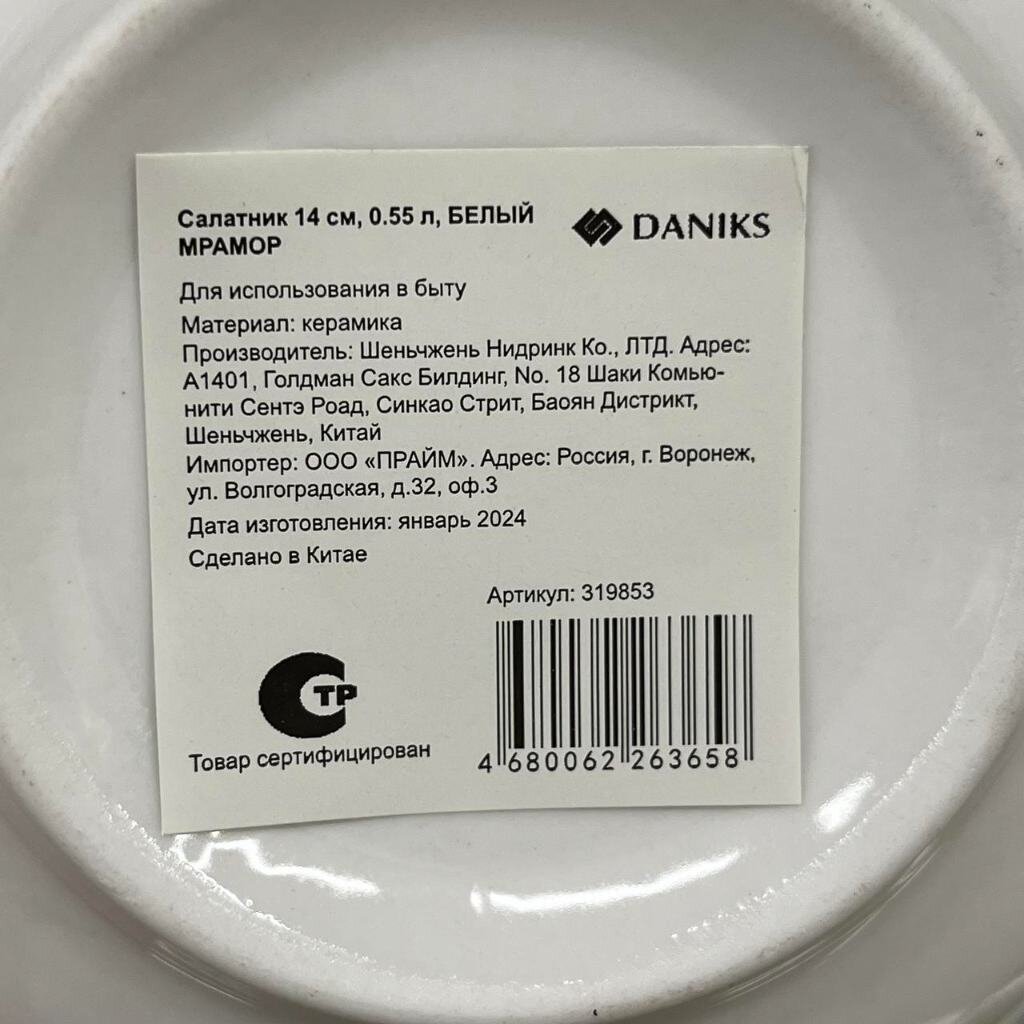 Салатник 14 см, 0.55 л, БЕЛЫЙ
МРАМОР
DANIKS
Для использования в быту
Материал: керамика
Производитель: Шеньчжень Нидринк Ко., ЛТД. Адрес:
А1401, Голдман Сакс Билдинг, No. 18 Шаки Комью-
нити Сентэ Роад, Синкао Стрит, Баоян Дистрикт,
Шеньчжень, Китай
Импортер: ООО «ПРАЙМ». Адрес: Россия, г. Воронеж,
ул. Волгоградская, д.32, оф.3
Дата изготовления: январь 2024
Сделано в Китае
Артикул: 319853
СТР
Товар сертифицирован
4 680062 263658